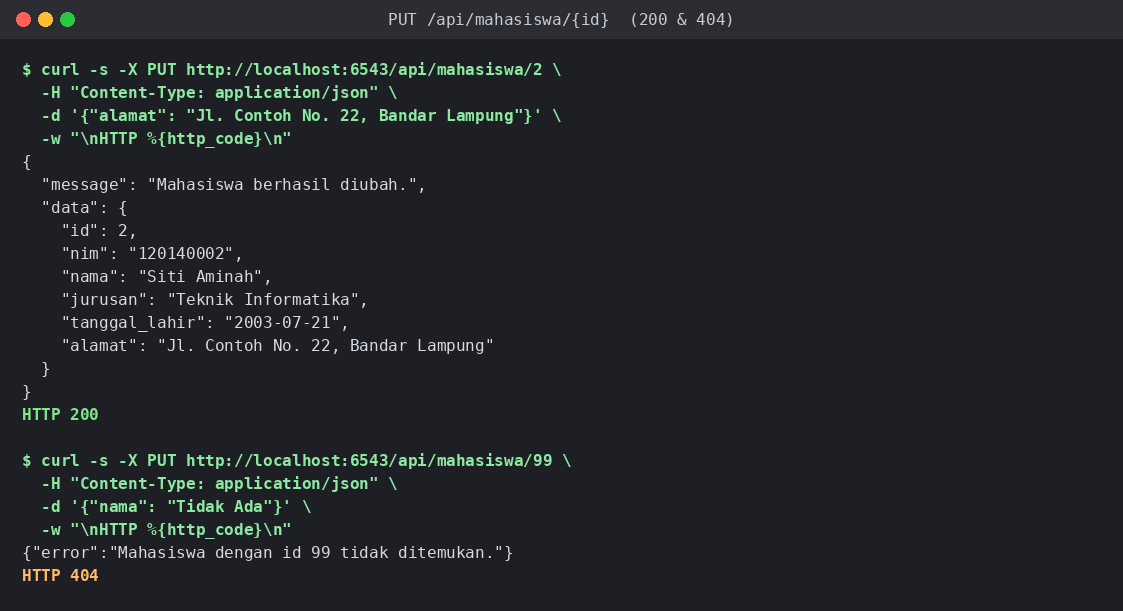 PUT /api/mahasiswa/{id}  (200 & 404)
$ curl -s -X PUT http://localhost:6543/api/mahasiswa/2 \
  -H "Content-Type: application/json" \
  -d '{"alamat": "Jl. Contoh No. 22, Bandar Lampung"}' \
  -w "\nHTTP %{http_code}\n"
{
  "message": "Mahasiswa berhasil diubah.",
  "data": {
    "id": 2,
    "nim": "120140002",
    "nama": "Siti Aminah",
    "jurusan": "Teknik Informatika",
    "tanggal_lahir": "2003-07-21",
    "alamat": "Jl. Contoh No. 22, Bandar Lampung"
  }
}
HTTP 200
$ curl -s -X PUT http://localhost:6543/api/mahasiswa/99 \
  -H "Content-Type: application/json" \
  -d '{"nama": "Tidak Ada"}' \
  -w "\nHTTP %{http_code}\n"
{"error":"Mahasiswa dengan id 99 tidak ditemukan."}
HTTP 404